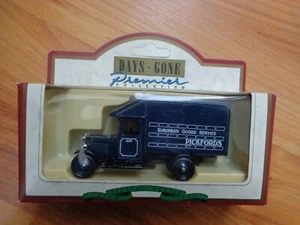 DAYS-GONE
Premier
COLLECTION
SUBURBAN GOODS SERVICE
PICKFORDS